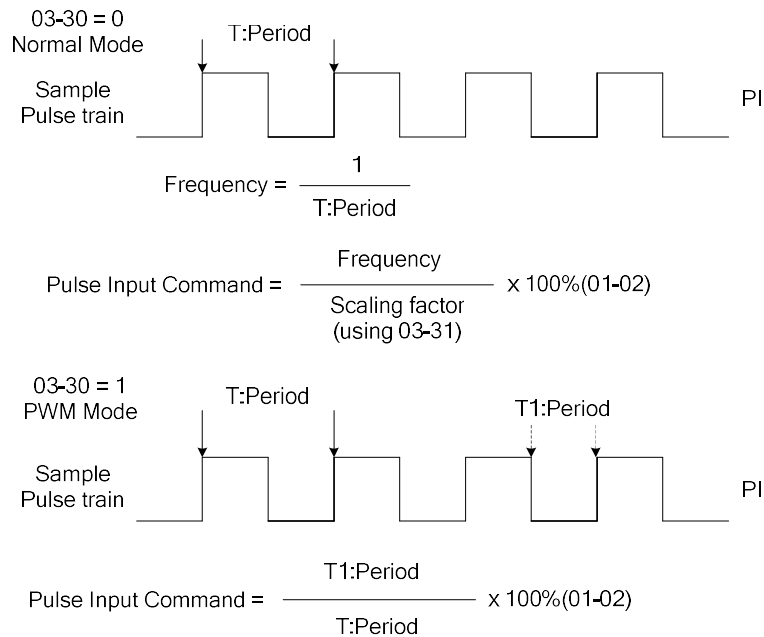 03-30 = 0
Normal Mode
T:Period
Sample
Pulse train
PI
Frequency = 1
T:Period
Pulse Input Command = Frequency x 100%(01-02)
Scaling factor
(using 03-31)
03-30 = 1
PWM Mode
T:Period
T1:Period
Sample
Pulse train
PI
Pulse Input Command = T1:Period x 100%(01-02)
T:Period